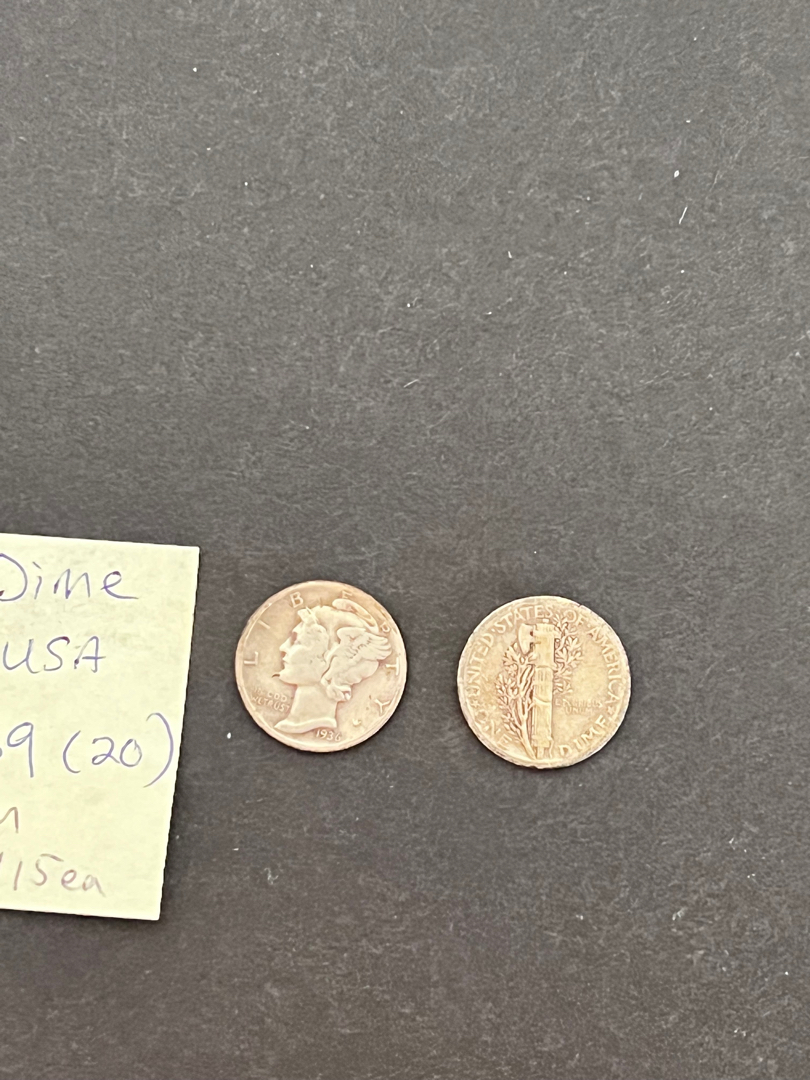 Dime
USA
9 (20)
15ea
LIBERTY
IN GOD
WE TRUST
1936
UNITED·STATES·OF·AMERICA
E PLURIBUS
UNUM
ONE DIME